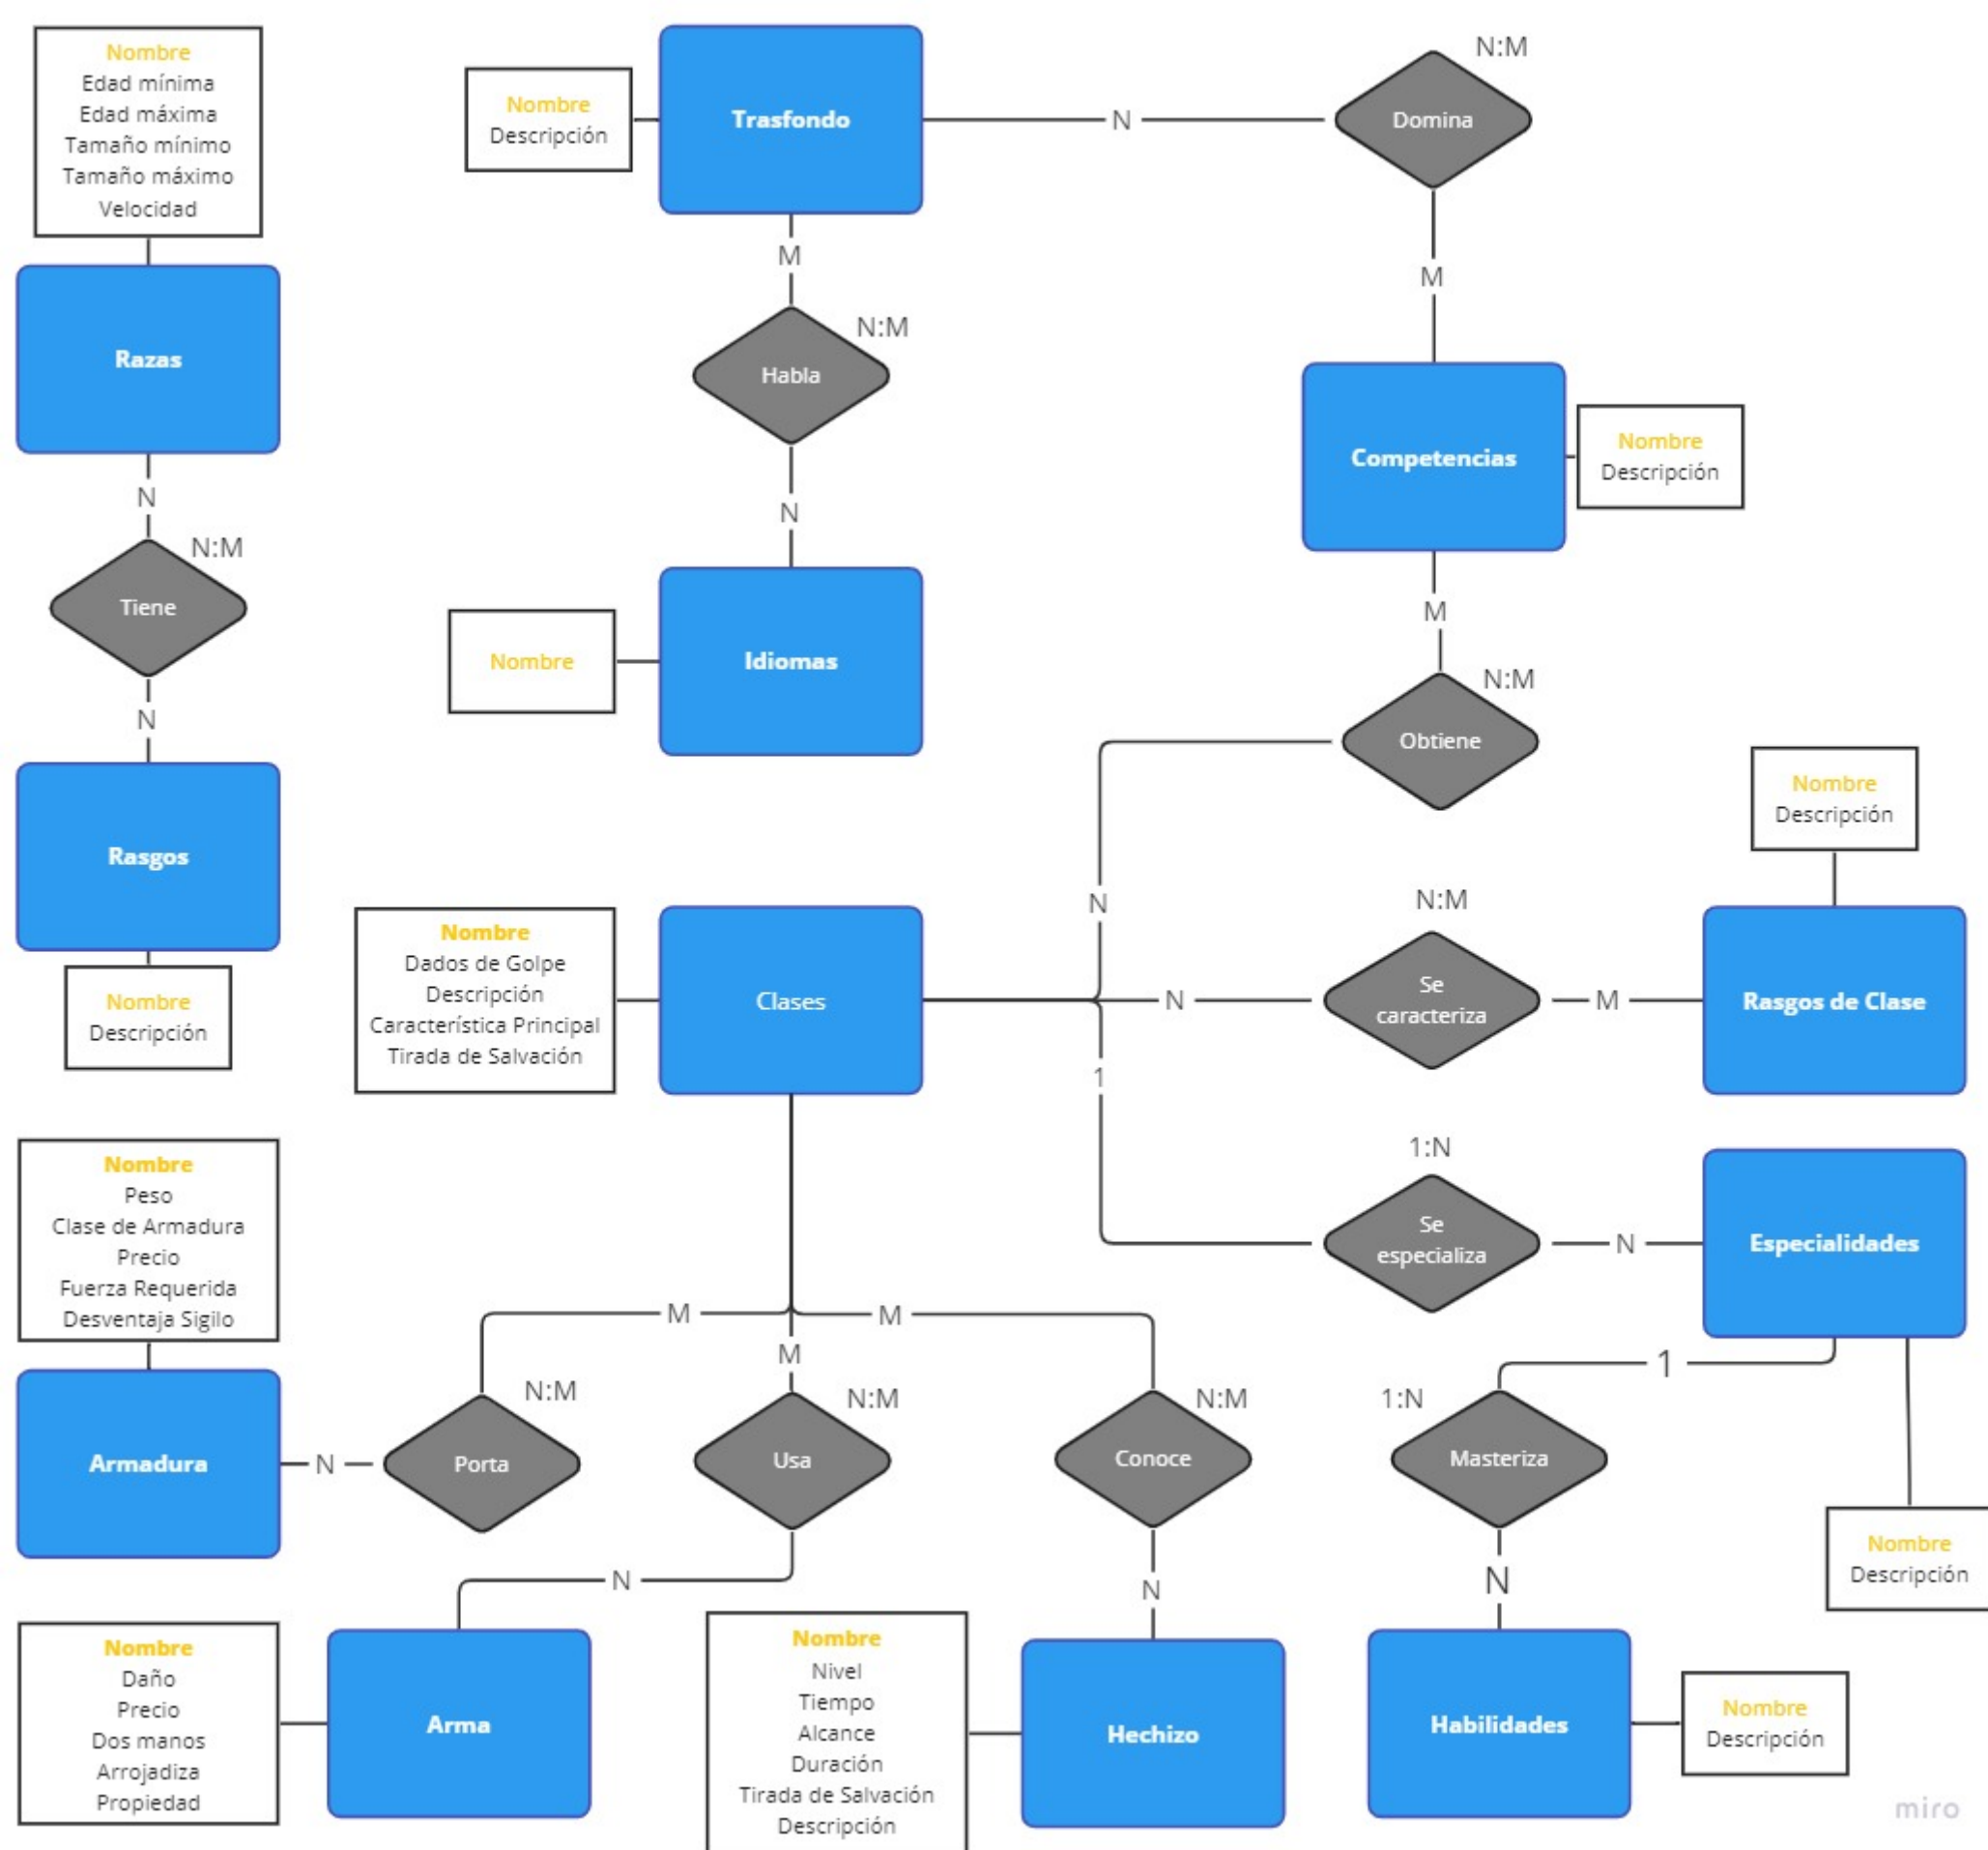 Nombre
Edad mínima
Edad máxima
Tamaño mínimo
Tamaño máximo
Velocidad
Razas
N
N:M
Tiene
N
Rasgos
Nombre
Descripción
Nombre
Descripción
Trasfondo
N
N:M
Domina
M
M
N:M
Habla
N
Nombre
Idiomas
Competencias
Nombre
Descripción
M
N:M
Obtiene
N
Nombre
Dados de Golpe
Descripción
Característica Principal
Tirada de Salvación
Clases
N
N:M
Se
caracteriza
M
Nombre
Descripción
Rasgos de Clase
1
1:N
Se
especializa
N
Especialidades
Nombre
Peso
Clase de Armadura
Precio
Fuerza Requerida
Desventaja Sigilo
Armadura
N
N:M
Porta
M
M
M
N:M
Usa
N
N:M
Conoce
N
1
1:N
Masteriza
N
Nombre
Descripción
Nombre
Daño
Precio
Dos manos
Arrojadiza
Propiedad
Arma
Nombre
Nivel
Tiempo
Alcance
Duración
Tirada de Salvación
Descripción
Hechizo
Habilidades
Nombre
Descripción
miro